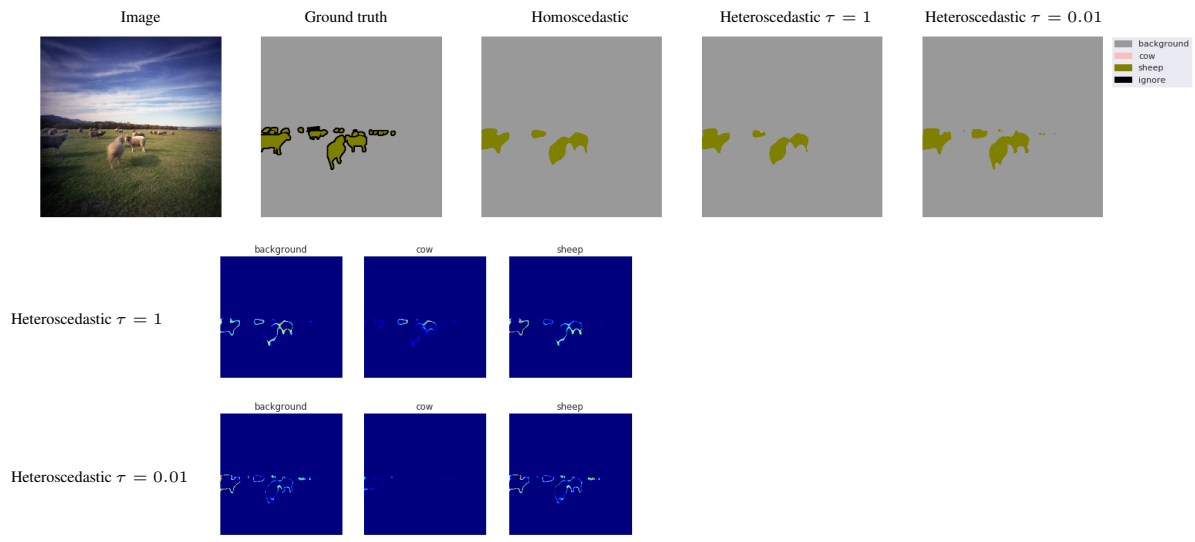 Image Ground truth Homoscedastic Heteroscedastic τ = 1 Heteroscedastic τ = 0.01
background
cow
sheep
ignore
background cow sheep
Heteroscedastic τ = 1
background cow sheep
Heteroscedastic τ = 0.01